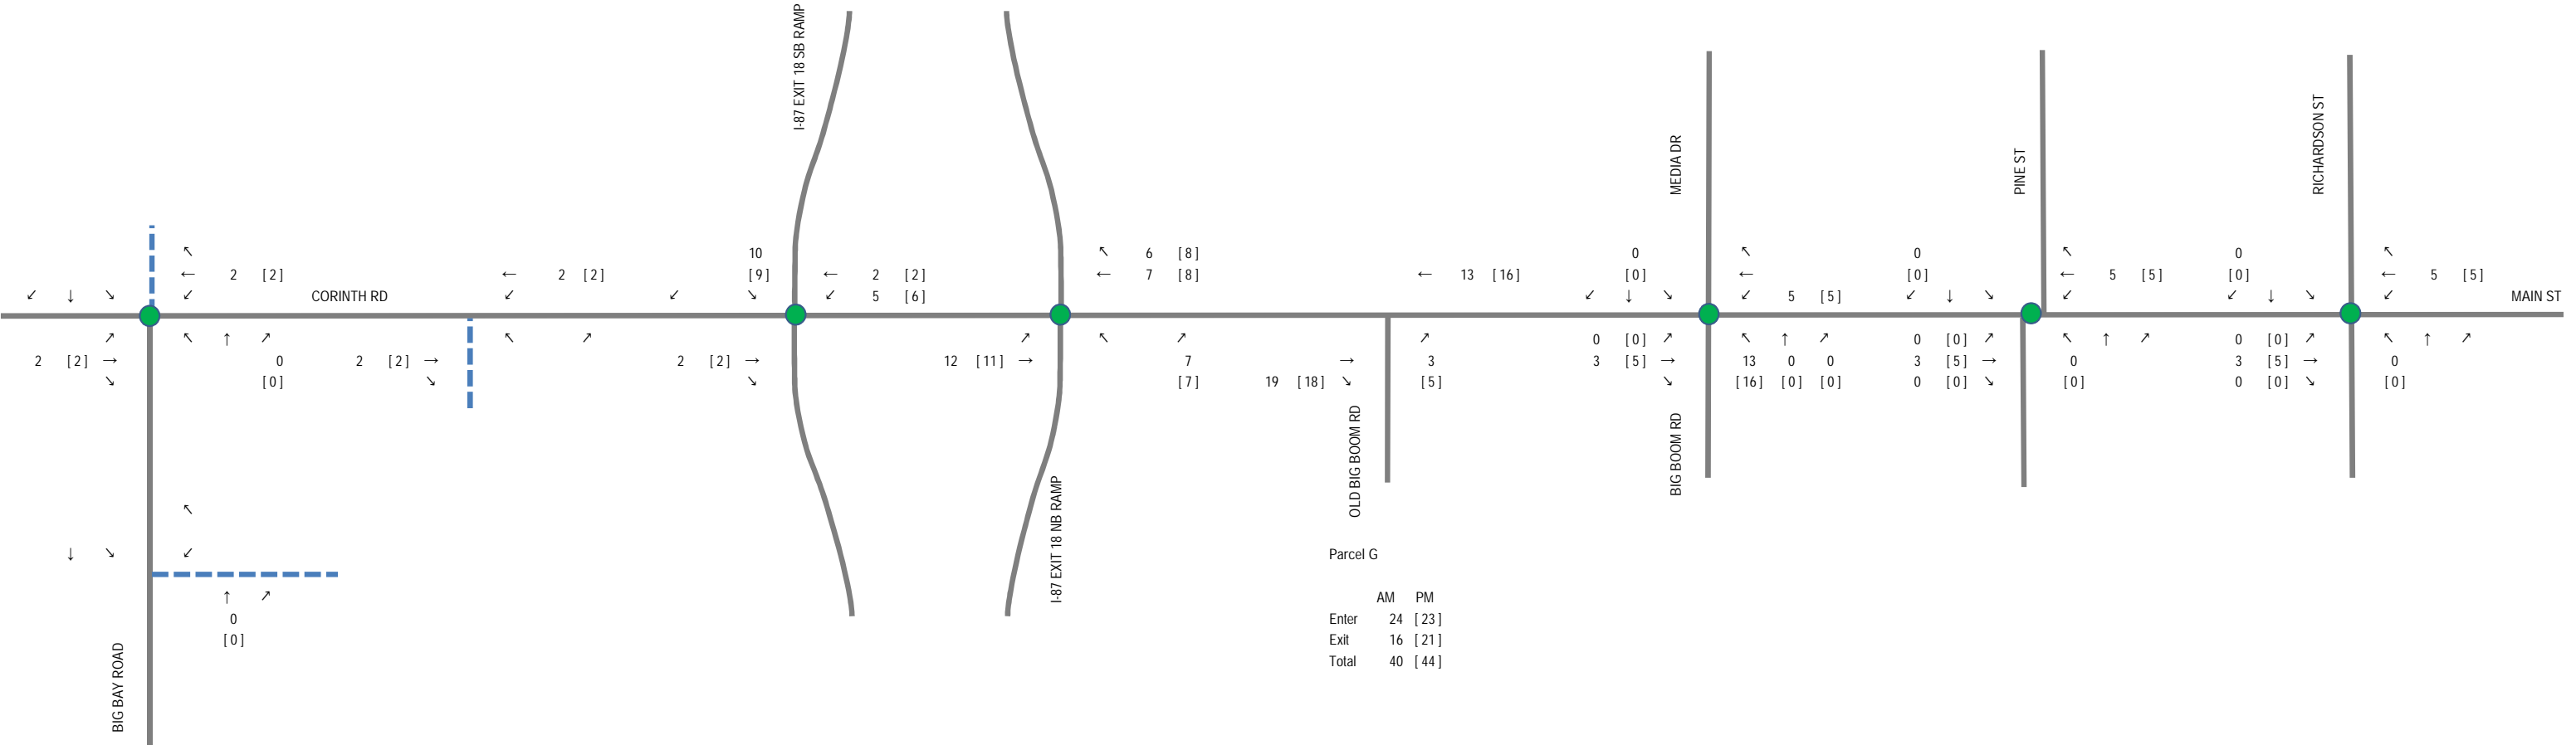 I-87 EXIT 18 SB RAMP
MEDIA DR
PINE ST
RICHARDSON ST
↖ 10 ↖ 6 [8] 0 ↖ 0 ↖ 0 ↖
← 2 [2] ← 2 [2] [9] ← 2 [2] ← 7 [8] ← 13 [16] [0] ← [0] ← 5 [5] [0] ← 5 [5]
↙ ↓ ↘ ↙ CORINTH RD ↙ ↙ ↘ ↙ 5 [6] ↙ ↓ ↘ ↙ 5 [5] ↙ ↓ ↘ ↙ ↙ ↓ ↘ ↙ MAIN ST
↗ ↖ ↑ ↗ ↖ ↗ ↗ ↖ ↗ ↗ 0 [0] ↗ ↖ ↑ ↗ 0 [0] ↗ ↖ ↑ ↗ 0 [0] ↗ ↖ ↑ ↗
2 [2] → 0 2 [2] → 2 [2] → 12 [11] → 7 → 3 3 [5] → 13 0 0 3 [5] → 0 3 [5] → 0
↘ [0] ↘ ↘ [7] 19 [18] ↘ [5] ↘ [16] [0] [0] 0 [0] ↘ [0] 0 [0] ↘ [0]
OLD BIG BOOM RD
BIG BOOM RD
I-87 EXIT 18 NB RAMP
↖
↓ ↘ ↙
Parcel G
↑ ↗
AM PM
0
Enter 24 [23]
[0]
Exit 16 [21]
Total 40 [44]
BIG BAY ROAD